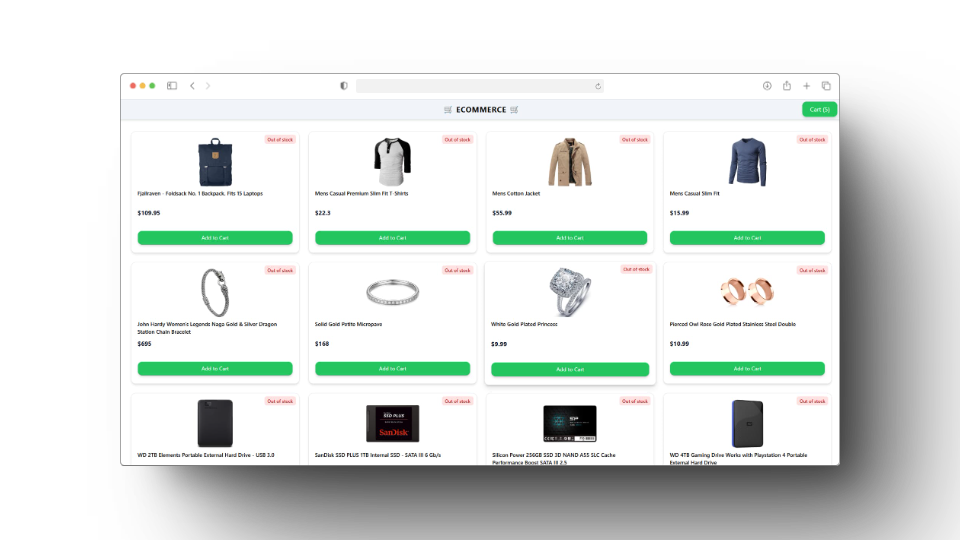 🛒 ECOMMERCE 🛒
Cart (5)
Out of stock
Fjallraven - Foldsack No. 1 Backpack, Fits 15 Laptops
$109.95
Add to Cart
Out of stock
Mens Casual Premium Slim Fit T-Shirts
$22.3
Add to Cart
Out of stock
Mens Cotton Jacket
$55.99
Add to Cart
Out of stock
Mens Casual Slim Fit
$15.99
Add to Cart
Out of stock
John Hardy Women's Legends Naga Gold & Silver Dragon
Station Chain Bracelet
$695
Add to Cart
Out of stock
Solid Gold Petite Micropave
$168
Add to Cart
Out of stock
White Gold Plated Princess
$9.99
Add to Cart
Out of stock
Pierced Owl Rose Gold Plated Stainless Steel Double
$10.99
Add to Cart
Out of stock
WD 2TB Elements Portable External Hard Drive - USB 3.0
Out of stock
SSD PLUS
SanDisk
SanDisk SSD PLUS 1TB Internal SSD - SATA III 6 Gb/s
Out of stock
Silicon Power 256GB SSD 3D NAND A55 SLC Cache
Performance Boost SATA III 2.5
Out of stock
WD 4TB Gaming Drive Works with Playstation 4 Portable
External Hard Drive